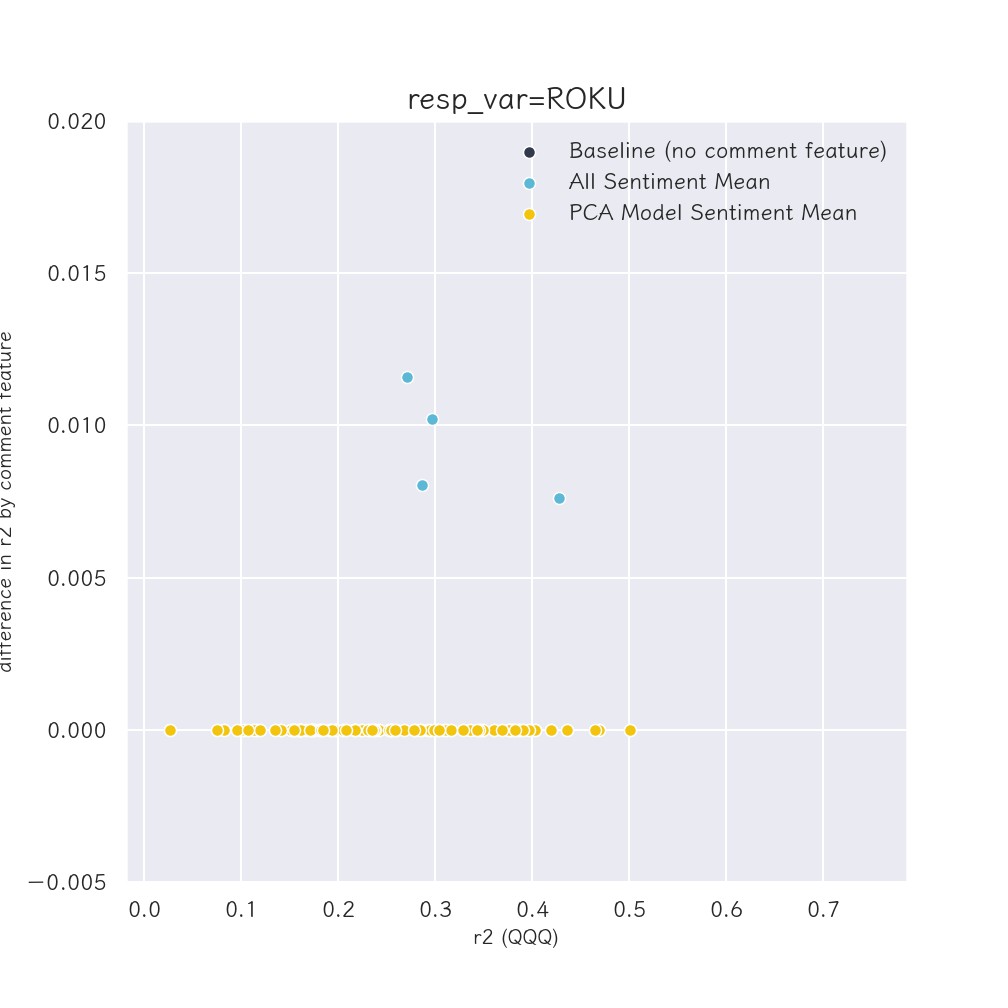 resp_var=ROKU
0.020
0.015
0.010
0.005
0.000
−0.005
difference in r2 by comment feature
Baseline (no comment feature)
All Sentiment Mean
PCA Model Sentiment Mean
0.0 0.1 0.2 0.3 0.4 0.5 0.6 0.7
r2 (QQQ)